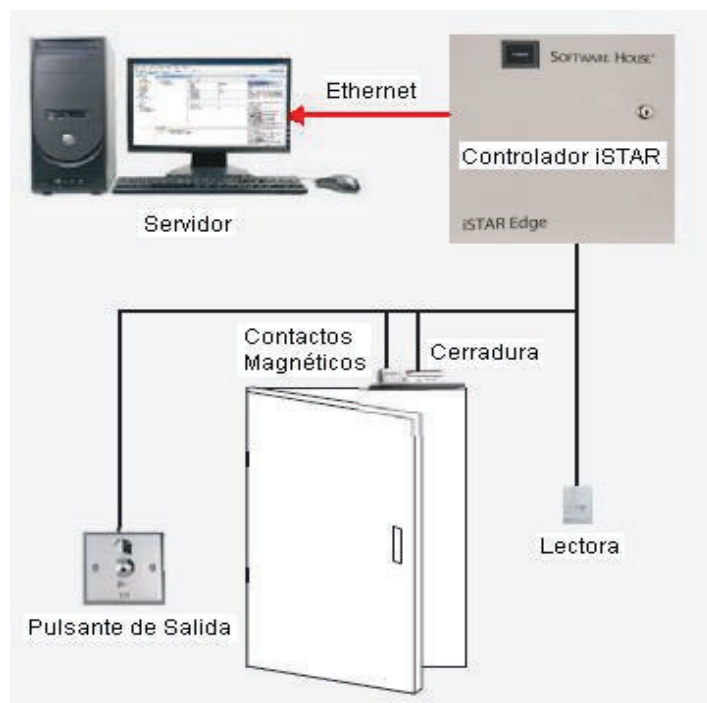 Ethernet
SOFTWARE HOUSE
Controlador iSTAR
Servidor
iSTAR Edge
Contactos
Magnéticos
Cerradura
Lectora
Pulsante de Salida